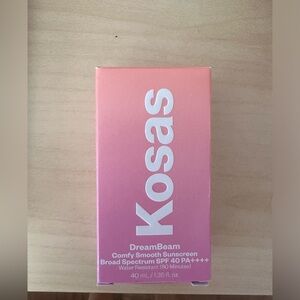 Kosas
DreamBeam
Comfy Smooth Sunscreen
Broad Spectrum SPF 40 PA++++
Water Resistant (80 Minutes)
40 mL / 1.35 fl. oz